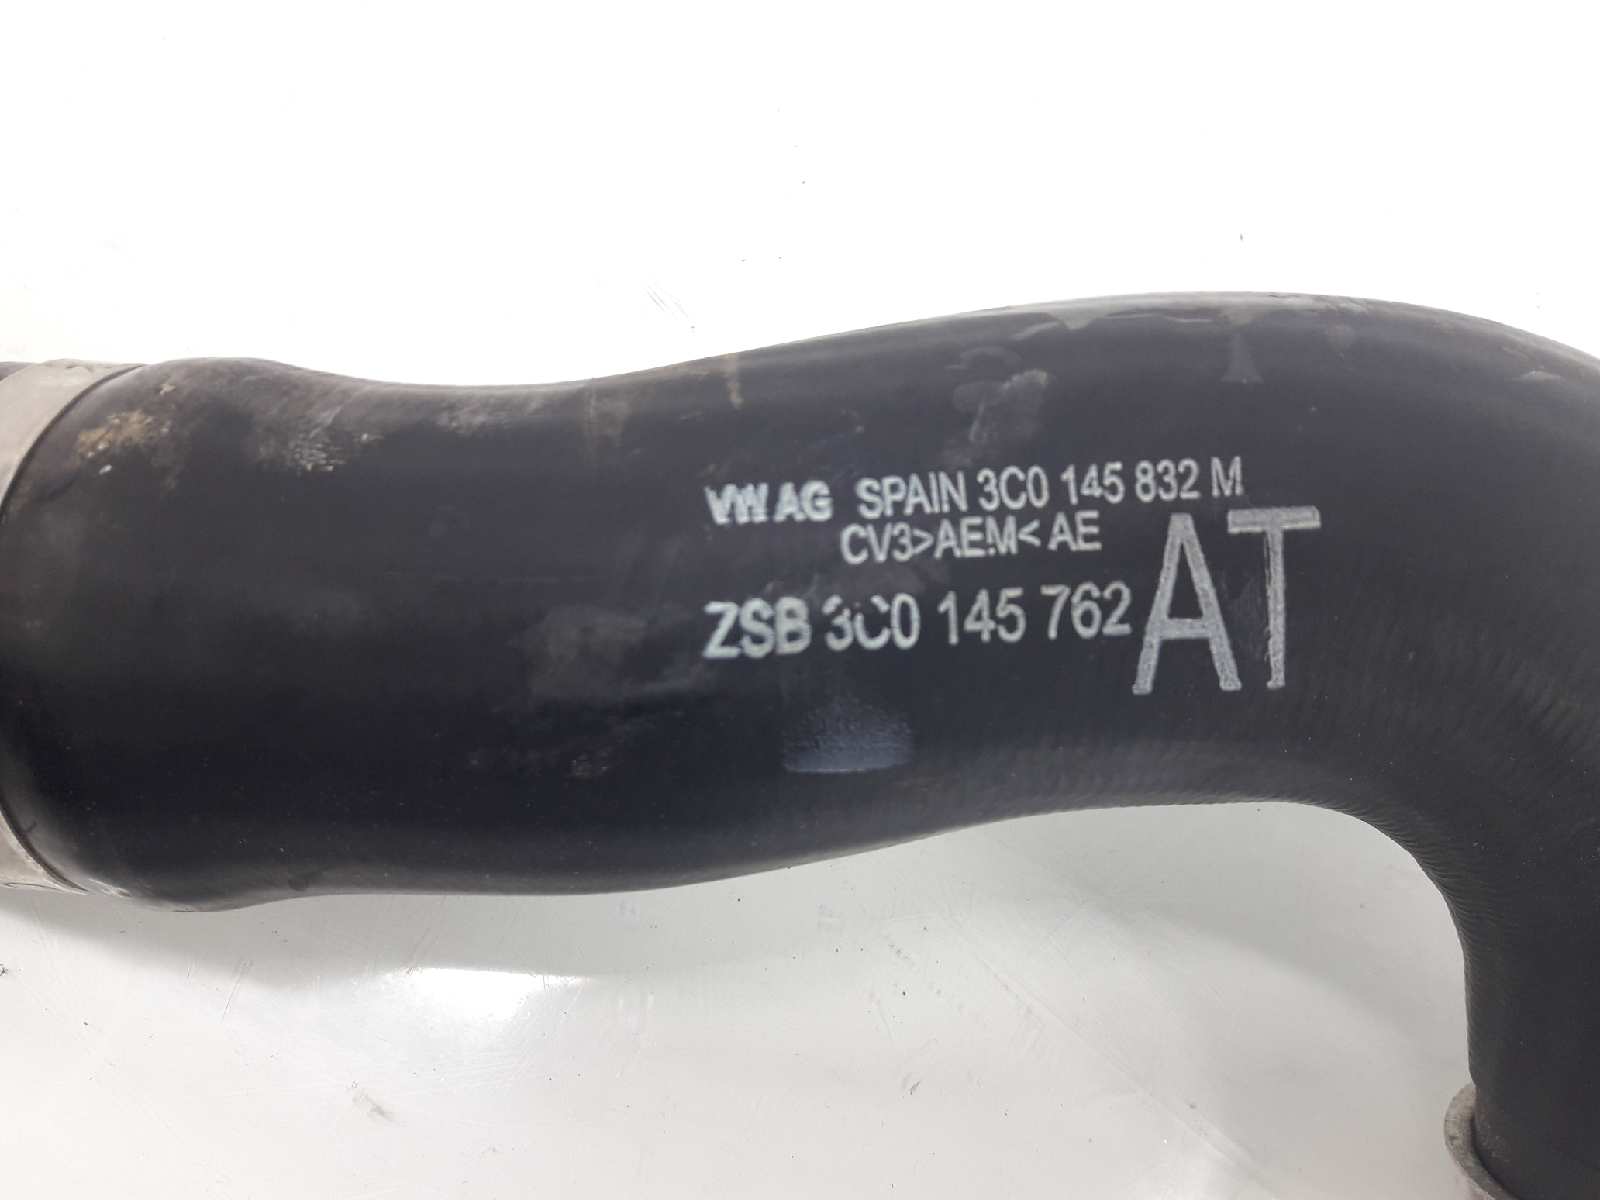 VW AG SPAIN 3C0 145 832 M
CV3>AEM< AE
ZSB 3C0 145 762 AT